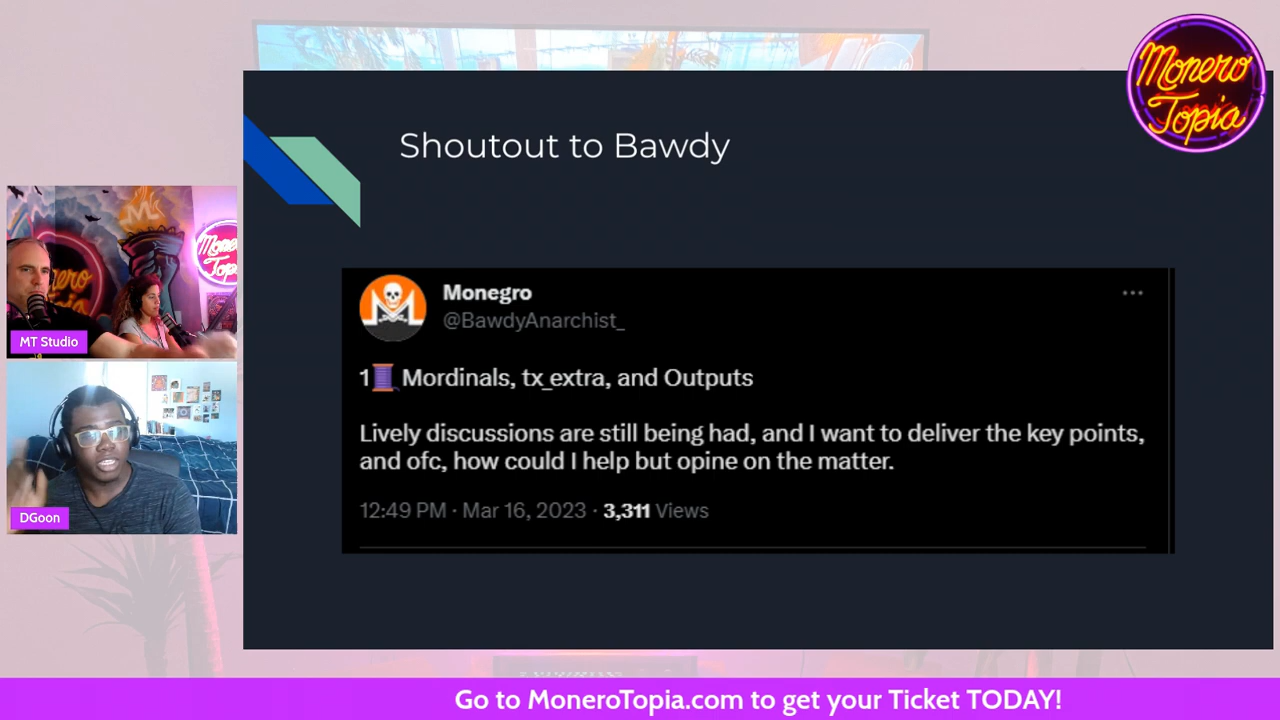 Monero
Topia
Shoutout to Bawdy
Monegro
@BawdyAnarchist_
1🧵 Mordinals, tx_extra, and Outputs
Lively discussions are still being had, and I want to deliver the key points,
and ofc, how could I help but opine on the matter.
12:49 PM · Mar 16, 2023 · 3,311 Views
MT Studio
DGoon
Go to MoneroTopia.com to get your Ticket TODAY!